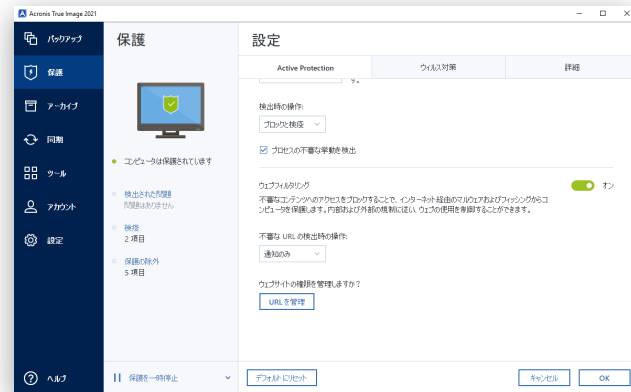 Acronis True Image 2021
バックアップ
保護
アーカイブ
同期
ツール
アカウント
設定
ヘルプ
保護
コンピュータは保護されています
検出された問題
問題はありません
検疫
2 項目
保護の除外
5 項目
保護を一時停止
設定
Active Protection
ウィルス対策
詳細
す。
検出時の操作:
ブロックと検疫
プロセスの不審な挙動を検出
ウェブフィルタリング
オン
不審なコンテンツへのアクセスをブロックすることで、インターネット経由のマルウェアおよびフィッシングからコ
ンピュータを保護します。内部および外部の規制に従い、ウェブの使用を制御することができます。
不審な URL の検出時の操作:
通知のみ
ウェブサイトの権限を管理しますか?
URL を管理
デフォルトにリセット
キャンセル
OK